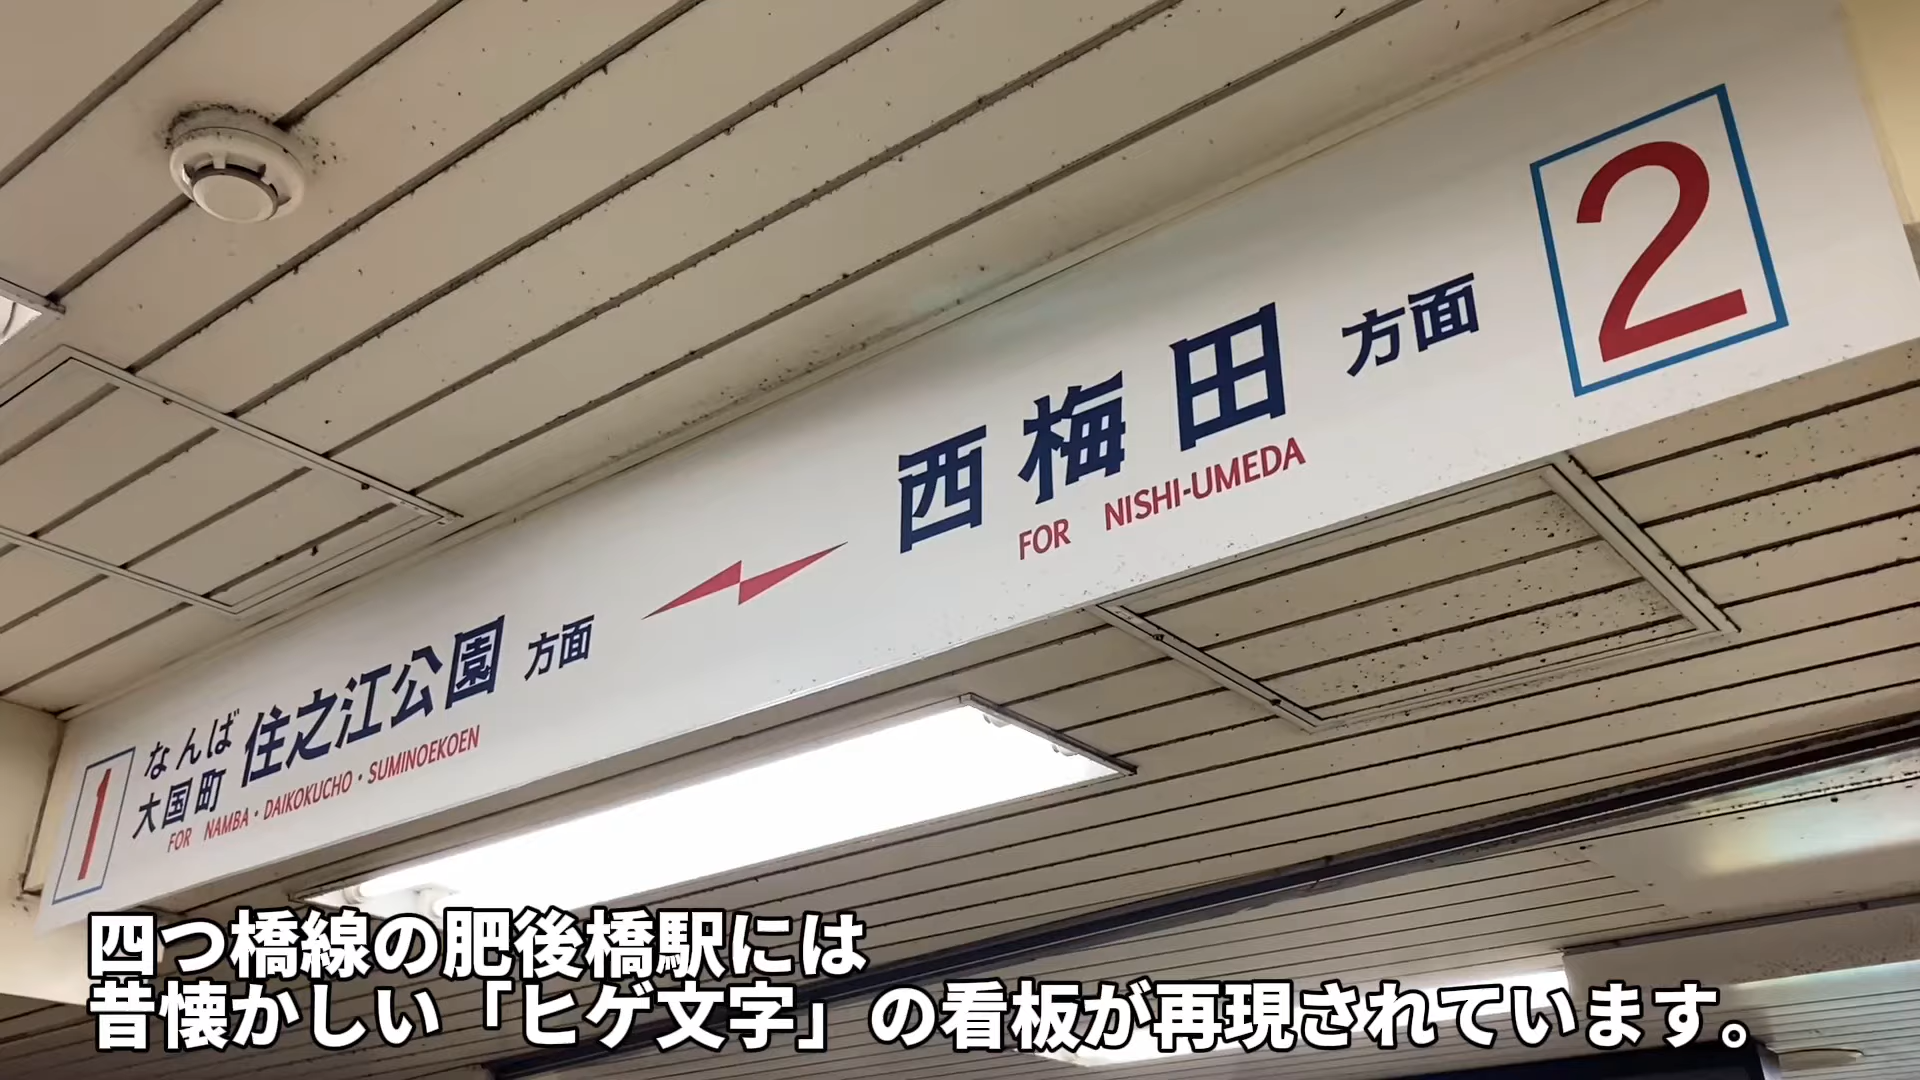 1
なんば
大国町
住之江公園 方面
FOR NAMBA・DAIKOKUCHO・SUMINOEKOEN
西梅田 方面
FOR NISHI-UMEDA
2
四つ橋線の肥後橋駅には
昔懐かしい「ヒゲ文字」の看板が再現されています。